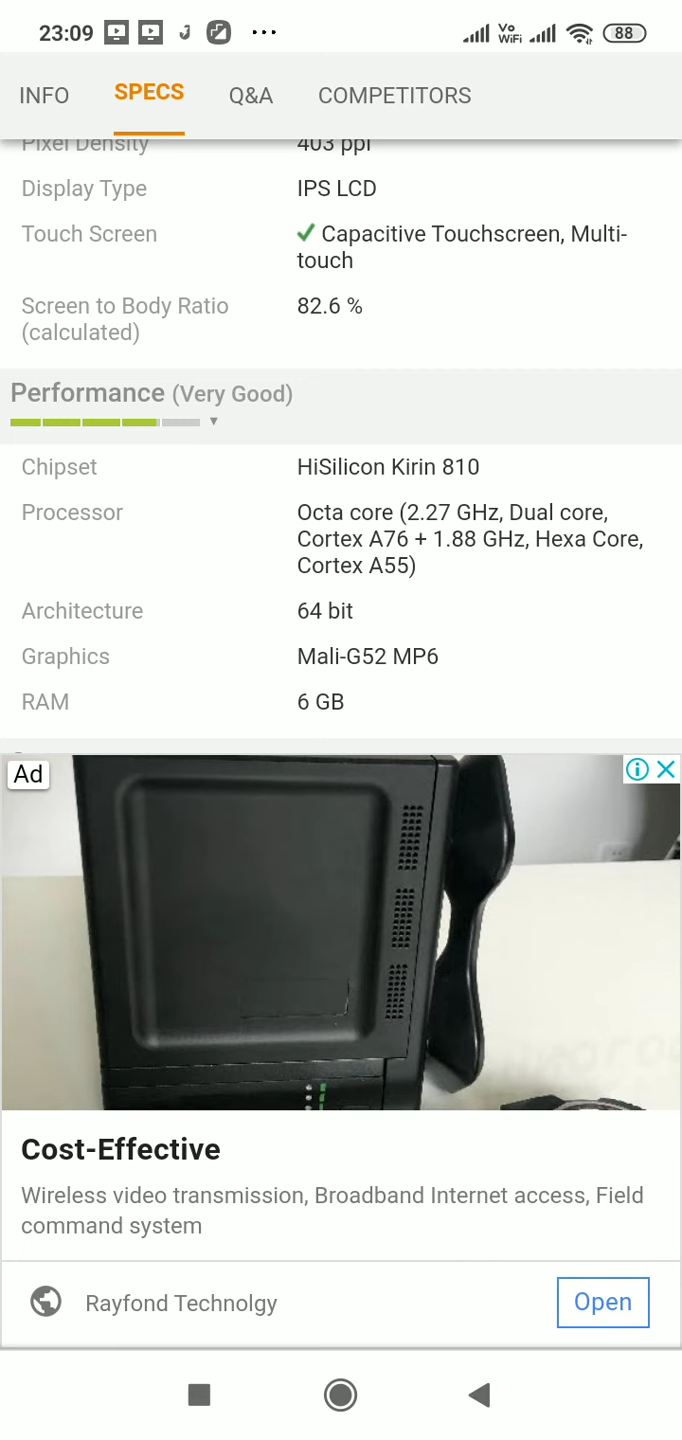 23:09
Vo WiFi
88
INFO SPECS Q&A COMPETITORS
Pixel Density 403 ppi
Display Type IPS LCD
Touch Screen Capacitive Touchscreen, Multi-
touch
Screen to Body Ratio 82.6 %
(calculated)
Performance (Very Good)
Chipset HiSilicon Kirin 810
Processor Octa core (2.27 GHz, Dual core,
Cortex A76 + 1.88 GHz, Hexa Core,
Cortex A55)
Architecture 64 bit
Graphics Mali-G52 MP6
RAM 6 GB
Ad
Cost-Effective
Wireless video transmission, Broadband Internet access, Field
command system
Rayfond Technolgy Open